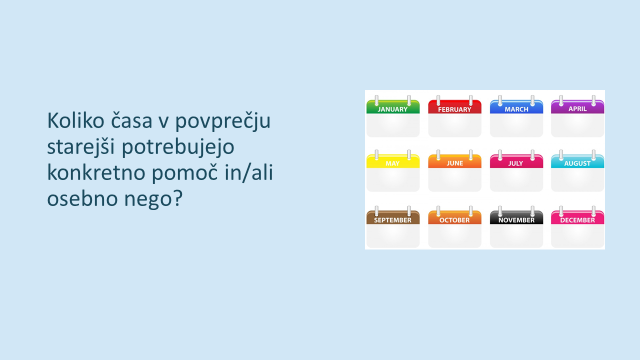 Koliko časa v povprečju
starejši potrebujejo
konkretno pomoč in/ali
osebno nego?
JANUARY FEBRUARY MARCH APRIL
MAY JUNE JULY AUGUST
SEPTEMBER OCTOBER NOVEMBER DECEMBER